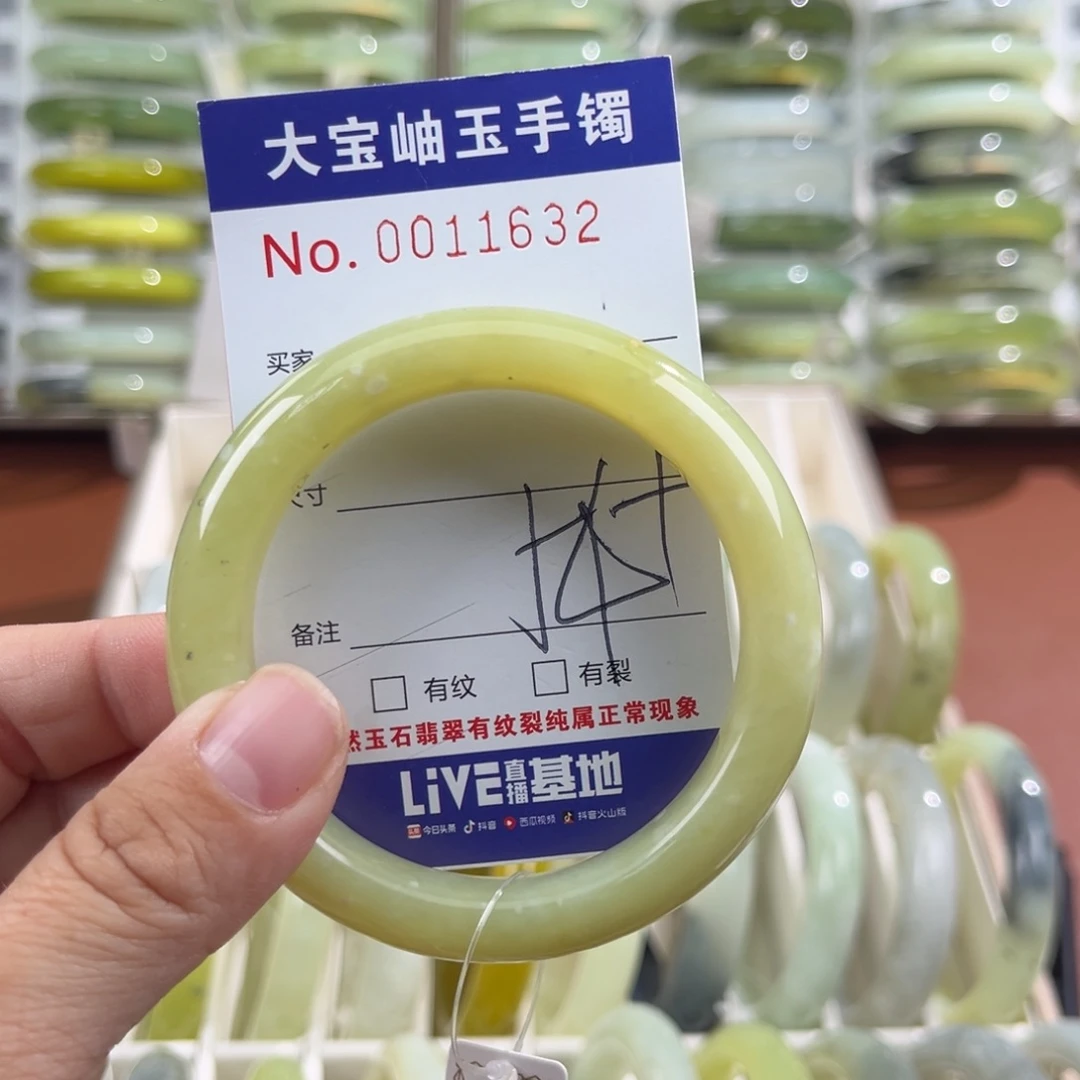 大宝岫玉手镯
No. 0011632
买家
寸
备注
有纹 有裂
然玉石翡翠有纹裂纯属正常现象
LiVE直播基地
今日头条 抖音 西瓜视频 抖音火山版